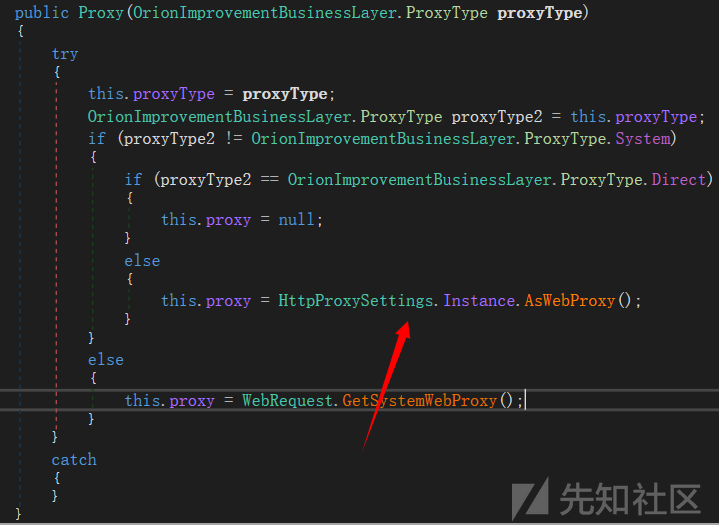 public Proxy(OrionImprovementBusinessLayer.ProxyType proxyType)
{
try
{
this.proxyType = proxyType;
OrionImprovementBusinessLayer.ProxyType proxyType2 = this.proxyType;
if (proxyType2 != OrionImprovementBusinessLayer.ProxyType.System)
{
if (proxyType2 == OrionImprovementBusinessLayer.ProxyType.Direct)
{
this.proxy = null;
}
else
{
this.proxy = HttpProxySettings.Instance.AsWebProxy();
}
}
else
{
this.proxy = WebRequest.GetSystemWebProxy();
}
}
catch
{
}
}
先知社区